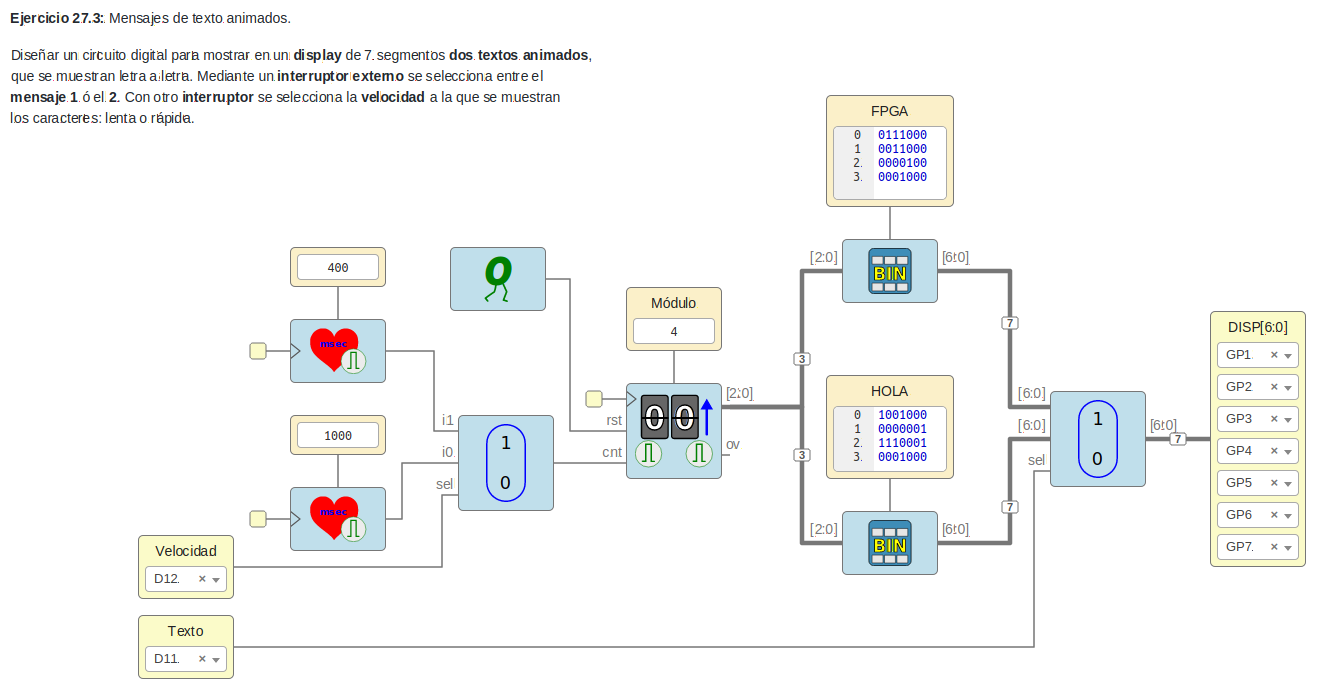 Ejercicio 27.3: Mensajes de texto animados.
Diseñar un circuito digital para mostrar en un display de 7 segmentos dos textos animados,
que se muestran letra a letra. Mediante un interruptor externo se selecciona entre el
mensaje 1 ó el 2. Con otro interruptor se selecciona la velocidad a la que se muestran
los caracteres: lenta o rápida.
FPGA
0 0111000
1 0011000
2 0000100
3 0001000
[2:0]
BIN
[6:0]
400
msec
0
Módulo
4
7
3
DISP[6:0]
GP1
GP2
GP3
GP4
GP5
GP6
GP7
HOLA
0 1001000
1 0000001
2 1110001
3 0001000
00
[2:0]
rst
cnt
ov
[6:0]
[6:0]
sel
1
0
[6:0]
7
1000
msec
i1
i0
sel
1
0
3
7
[2:0]
BIN
[6:0]
Velocidad
D12
Texto
D11